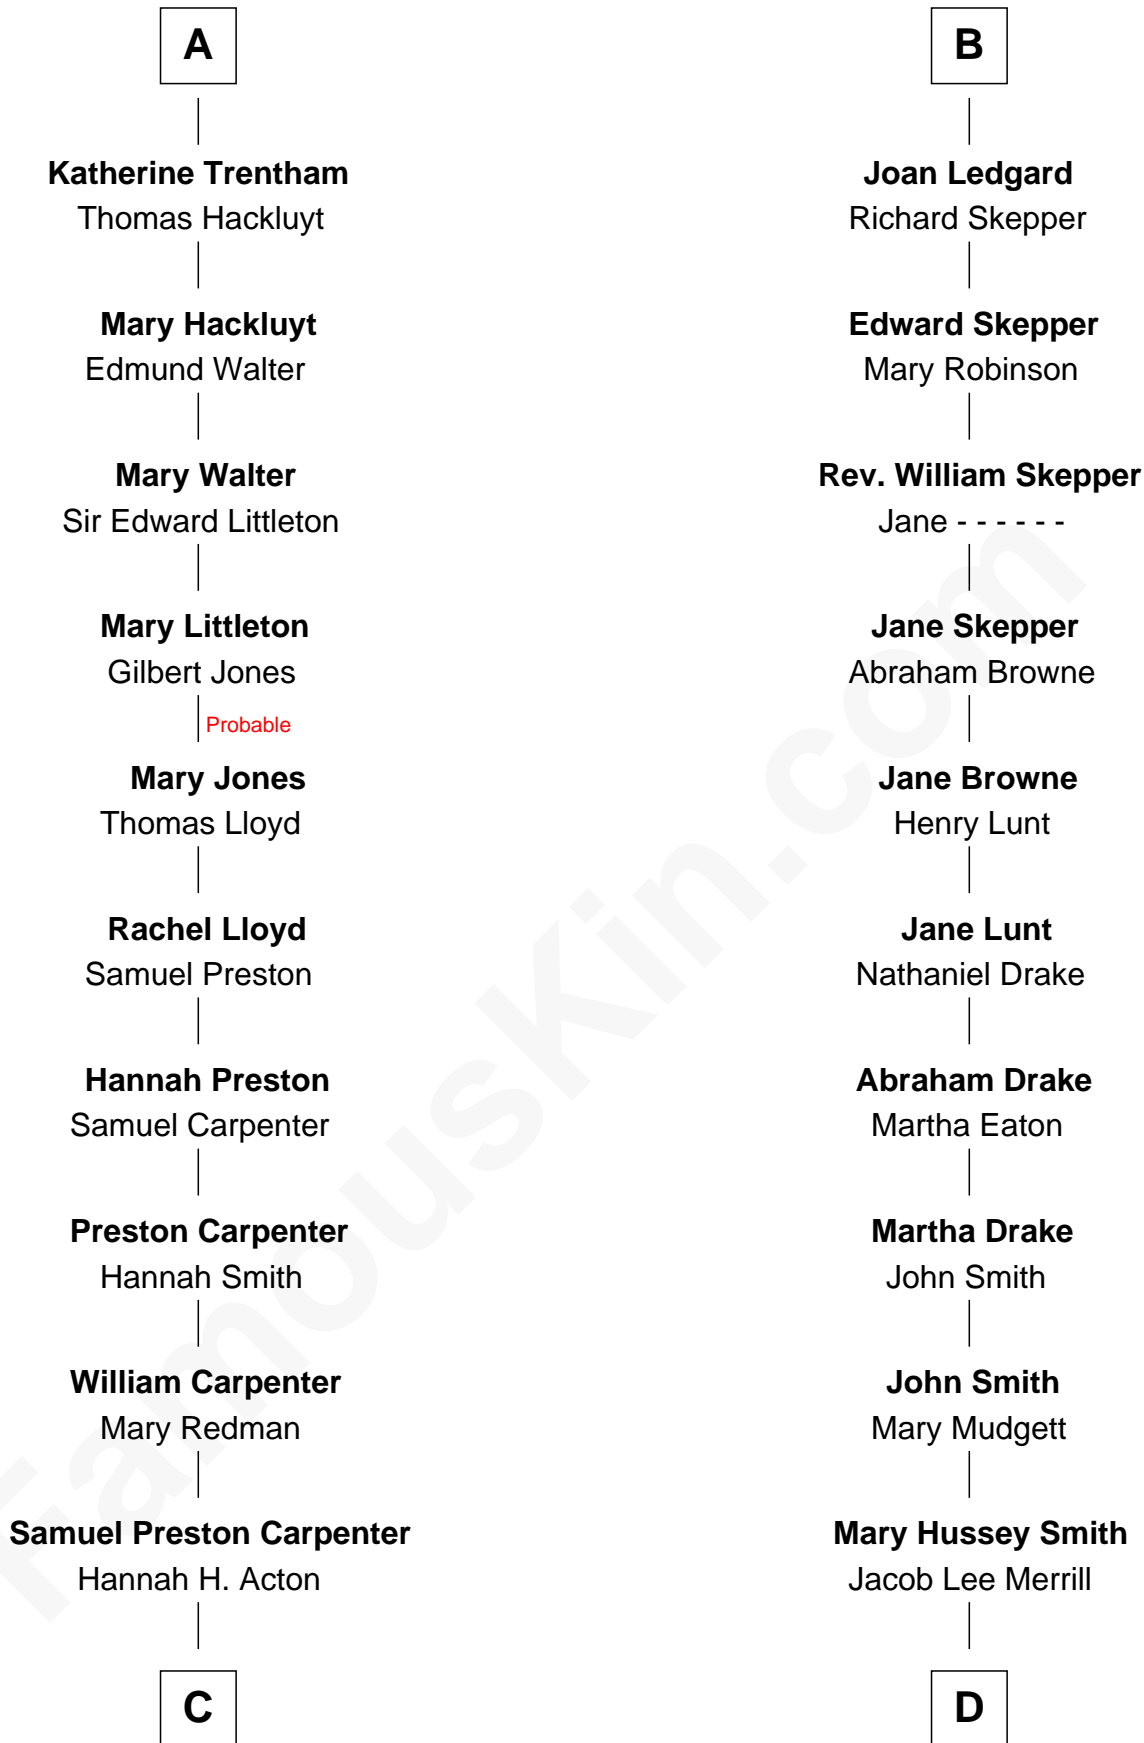 A
Katherine Trentham
Thomas Hackluyt
Mary Hackluyt
Edmund Walter
Mary Walter
Sir Edward Littleton
Mary Littleton
Gilbert Jones
Probable
Mary Jones
Thomas Lloyd
Rachel Lloyd
Samuel Preston
Hannah Preston
Samuel Carpenter
Preston Carpenter
Hannah Smith
William Carpenter
Mary Redman
Samuel Preston Carpenter
Hannah H. Acton
C
B
Joan Ledgard
Richard Skepper
Edward Skepper
Mary Robinson
Rev. William Skepper
Jane - - - - - -
Jane Skepper
Abraham Browne
Jane Browne
Henry Lunt
Jane Lunt
Nathaniel Drake
Abraham Drake
Martha Eaton
Martha Drake
John Smith
John Smith
Mary Mudgett
Mary Hussey Smith
Jacob Lee Merrill
D
FamousKin.com